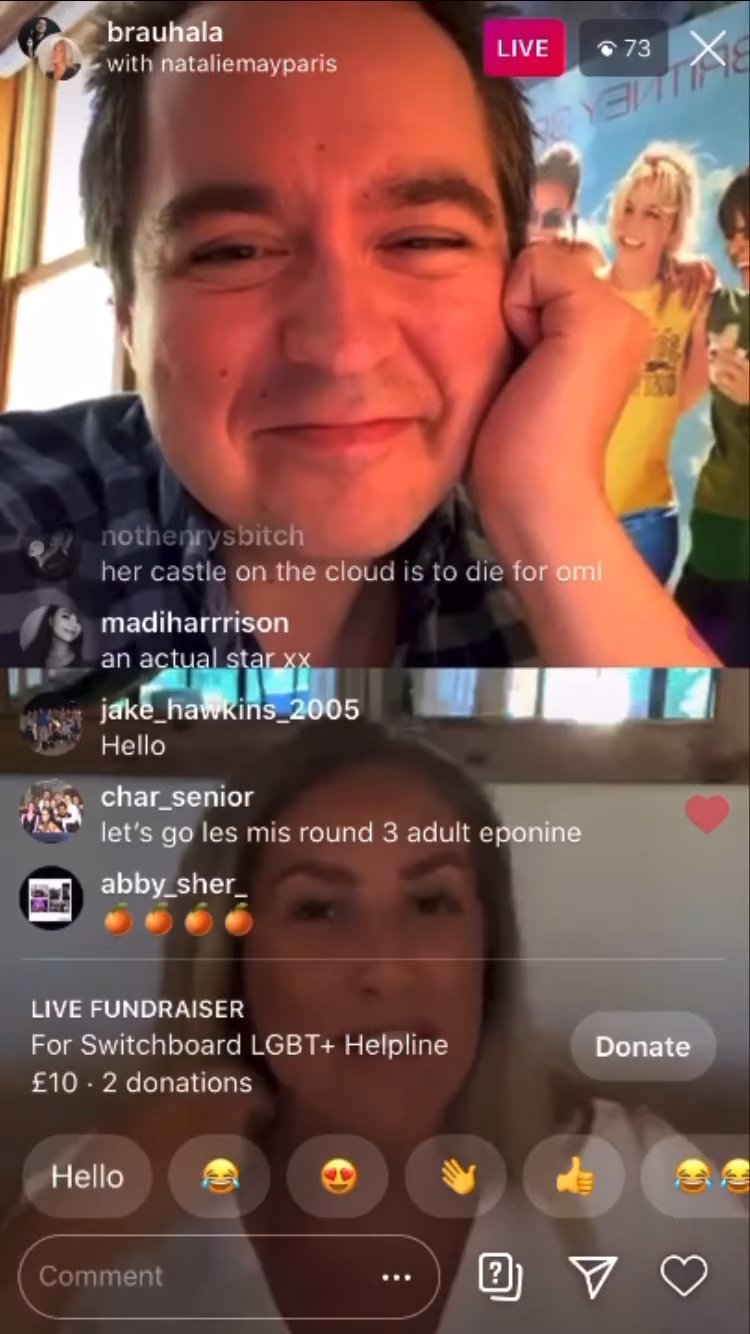 brauhala
with nataliemayparis
LIVE
73
BRITNEY
nothenrysbitch
her castle on the cloud is to die for oml
madiharrrison
an actual star xx
jake_hawkins_2005
Hello
char_senior
let's go les mis round 3 adult eponine
abby_sher_
🍊 🍊 🍊 🍊
LIVE FUNDRAISER
For Switchboard LGBT+ Helpline
£10 · 2 donations
Donate
Hello 😂 😍 👋 👍 😂 😂
Comment